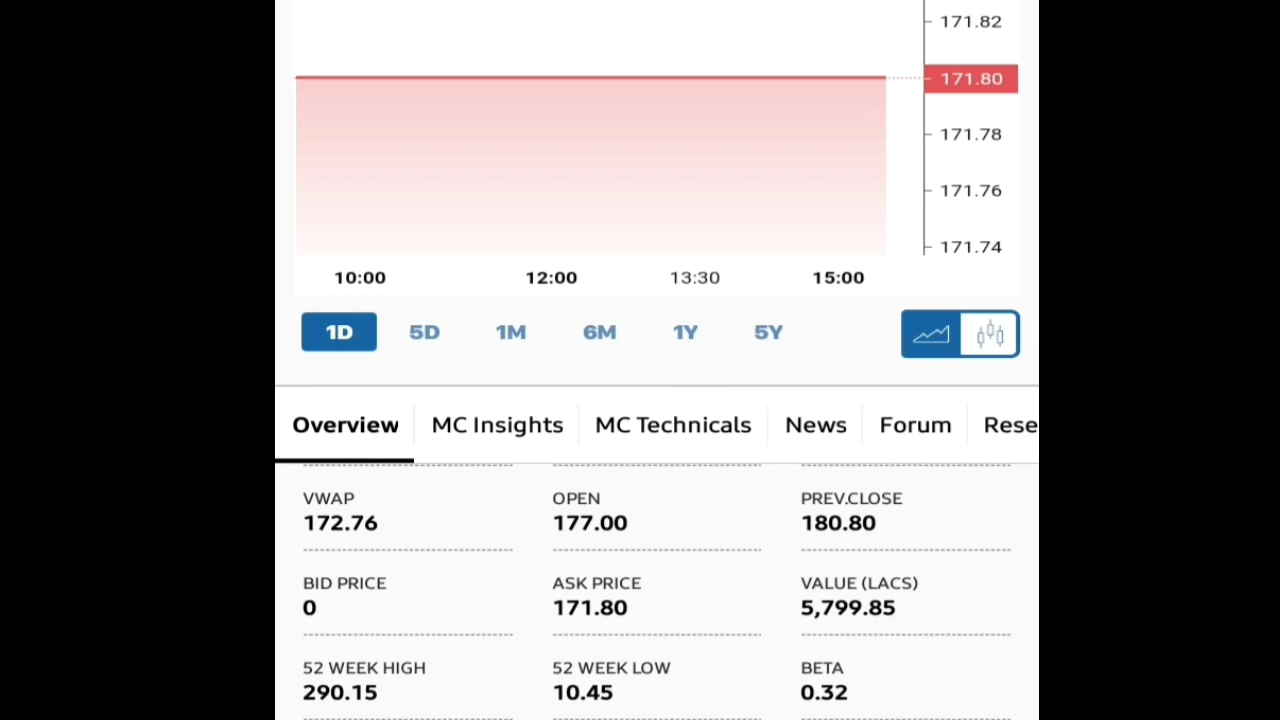 171.82
171.80
171.78
171.76
171.74
10:00 12:00 13:30 15:00
1D 5D 1M 6M 1Y 5Y
Overview MC Insights MC Technicals News Forum Rese
VWAP OPEN PREV.CLOSE
172.76 177.00 180.80
BID PRICE ASK PRICE VALUE (LACS)
0 171.80 5,799.85
52 WEEK HIGH 52 WEEK LOW BETA
290.15 10.45 0.32